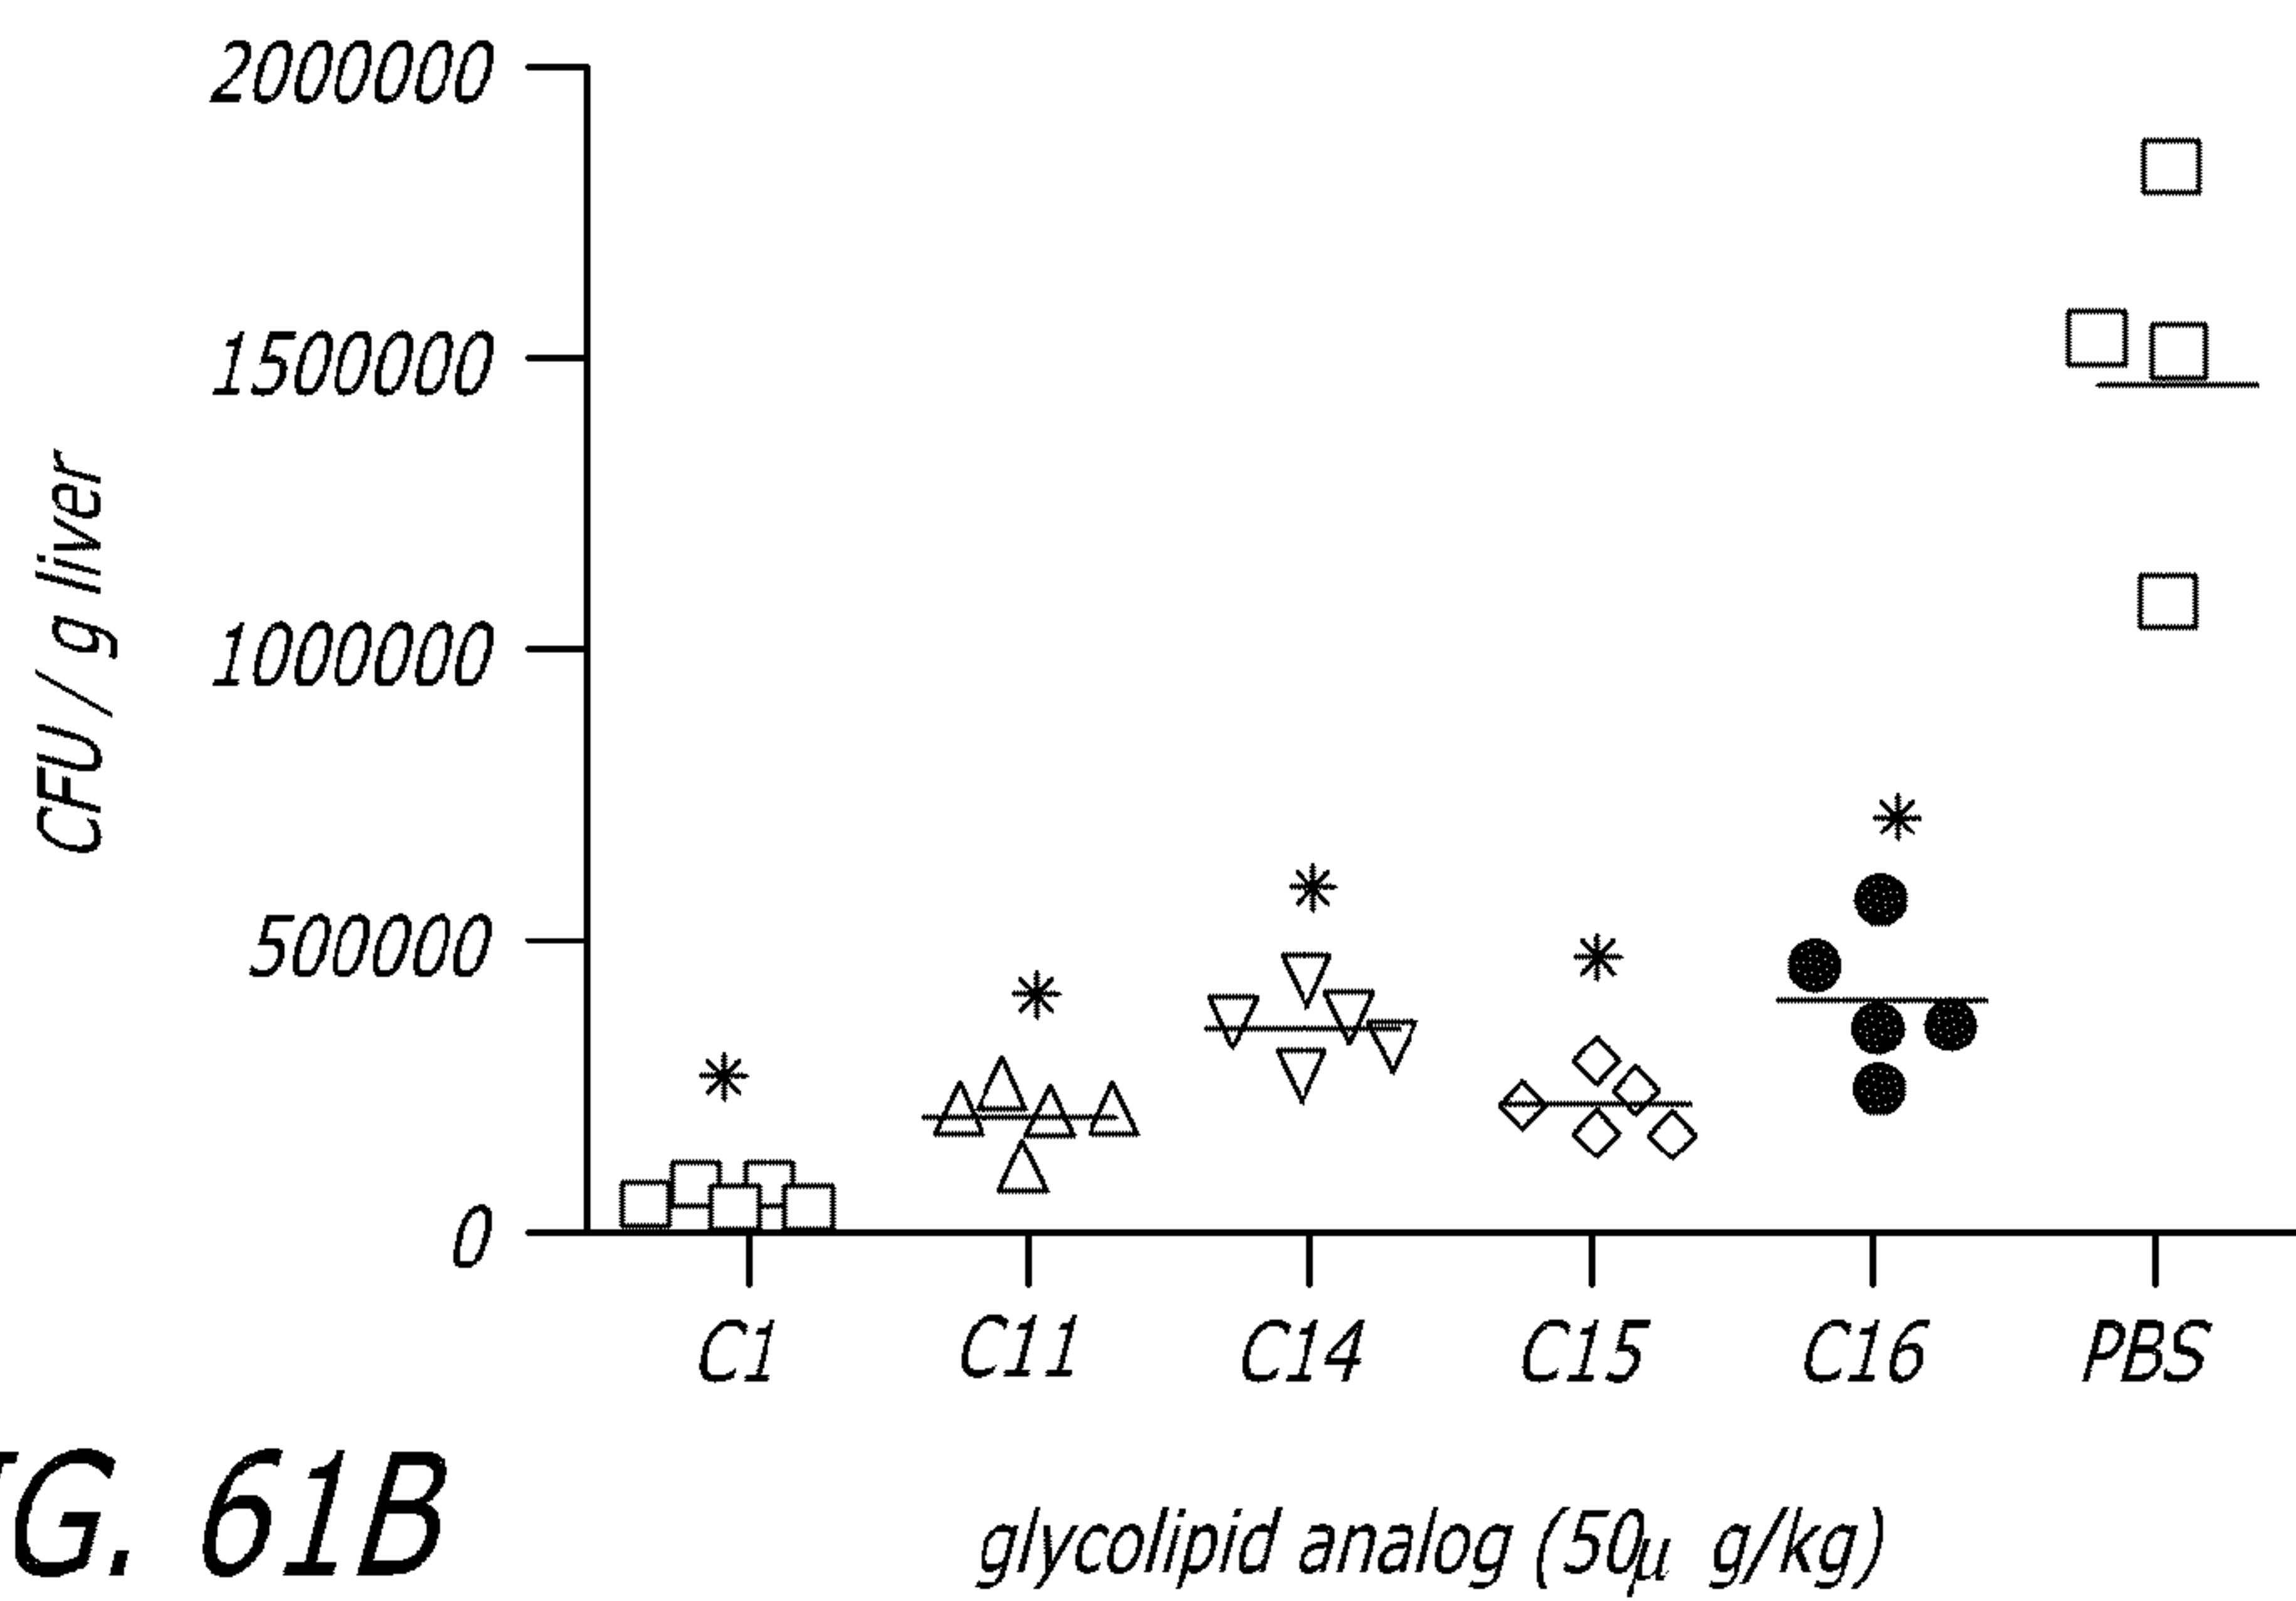 2000000
1500000
1000000
500000
0
CFU / g liver
C1 C11 C14 C15 C16 PBS
glycolipid analog (50μ g/kg)
G. 61B